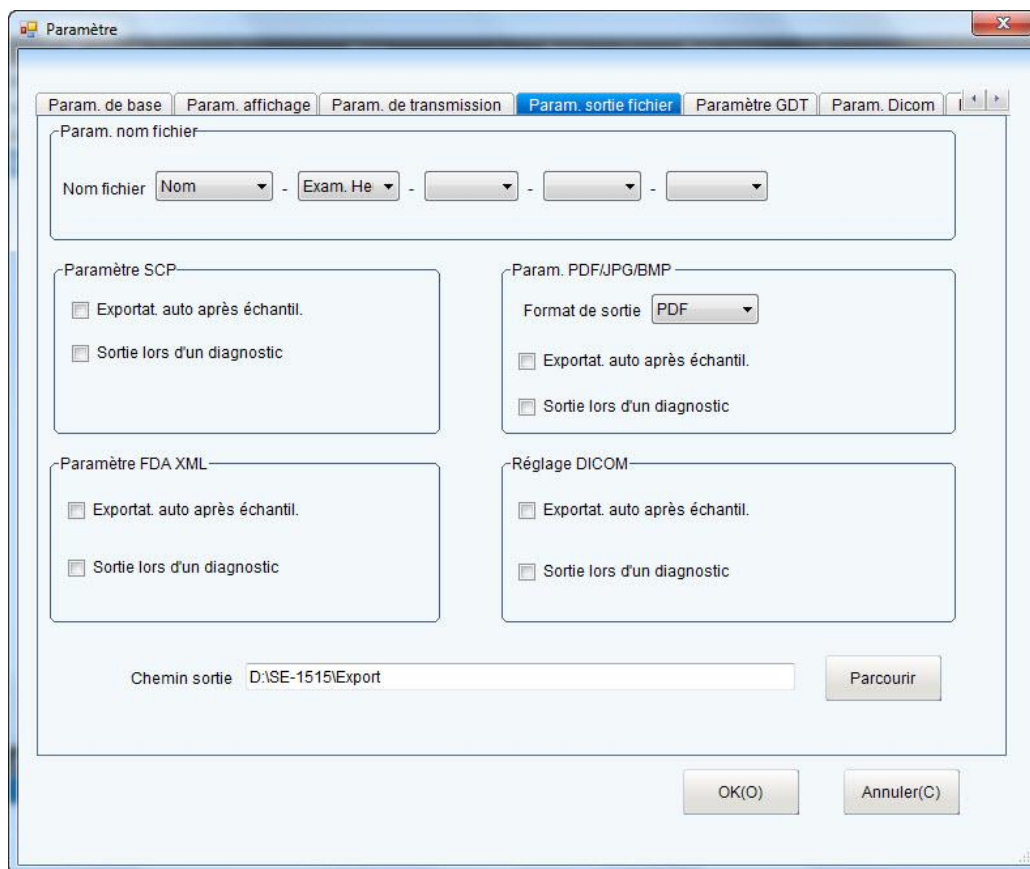 Paramètre
Param. de base Param. affichage Param. de transmission Param. sortie fichier Paramètre GDT Param. Dicom
Param. nom fichier
Nom fichier Nom - Exam. He - - -
Paramètre SCP
Exportat. auto après échantil.
Sortie lors d'un diagnostic
Param. PDF/JPG/BMP
Format de sortie PDF
Exportat. auto après échantil.
Sortie lors d'un diagnostic
Paramètre FDA XML
Exportat. auto après échantil.
Sortie lors d'un diagnostic
Réglage DICOM
Exportat. auto après échantil.
Sortie lors d'un diagnostic
Chemin sortie D:\SE-1515\Export Parcourir
OK(O) Annuler(C)